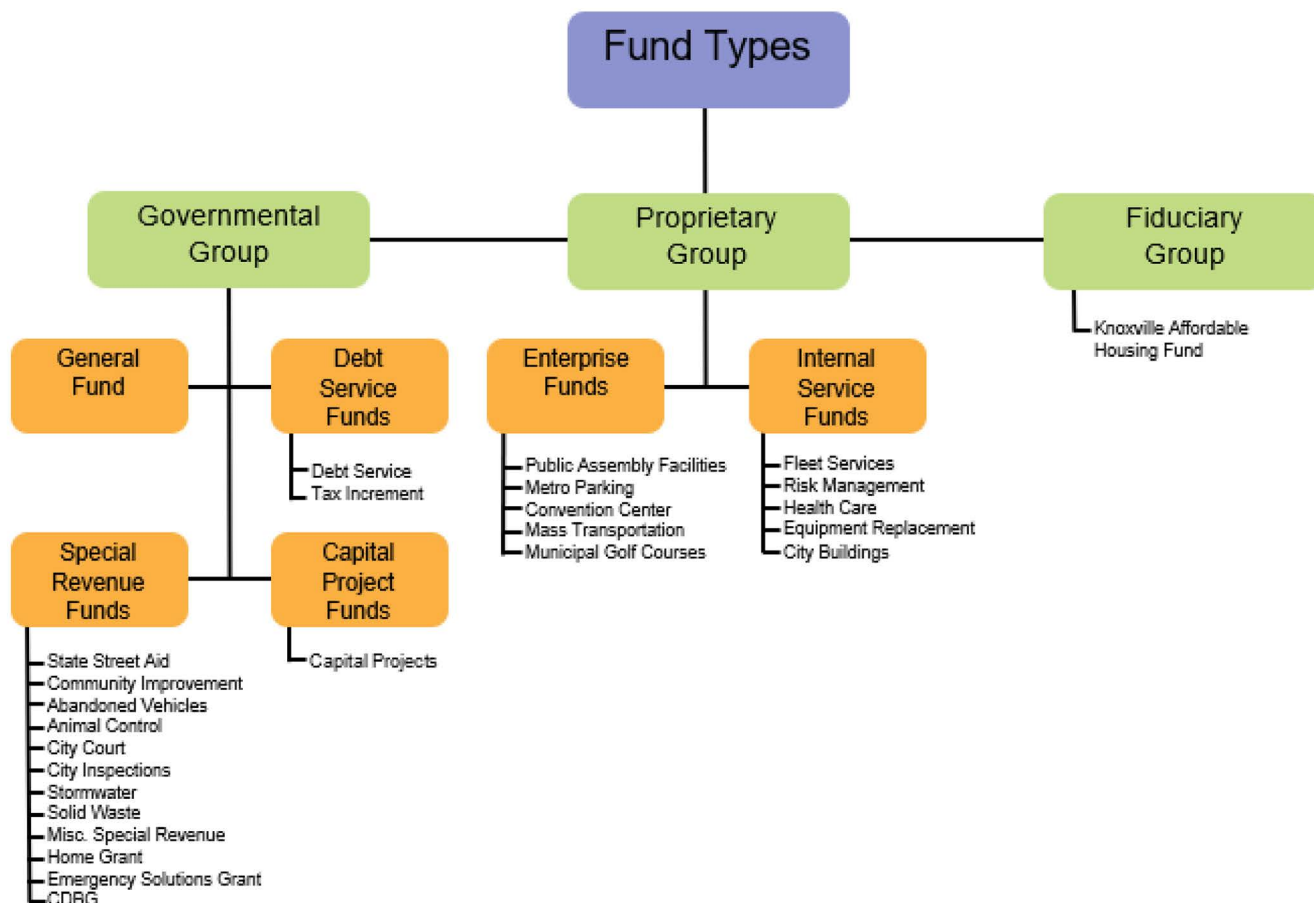 Fund Types
Governmental
Group
Proprietary
Group
Fiduciary
Group
Knoxville Affordable
Housing Fund
General
Fund
Debt
Service
Funds
Debt Service
Tax Increment
Enterprise
Funds
Public Assembly Facilities
Metro Parking
Convention Center
Mass Transportation
Municipal Golf Courses
Internal
Service
Funds
Fleet Services
Risk Management
Health Care
Equipment Replacement
City Buildings
Special
Revenue
Funds
State Street Aid
Community Improvement
Abandoned Vehicles
Animal Control
City Court
City Inspections
Stormwater
Solid Waste
Misc. Special Revenue
Home Grant
Emergency Solutions Grant
CDBG
Capital
Project
Funds
Capital Projects